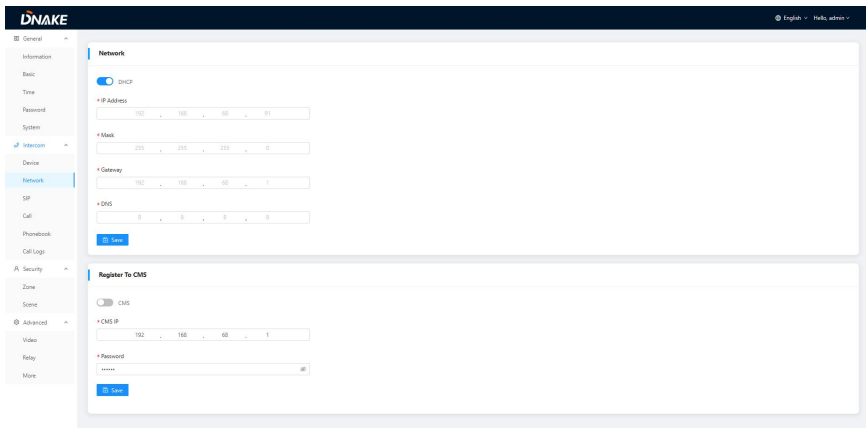 DNAKE
English
Hello, admin
General
Information
Basic
Time
Password
System
Intercom
Device
Network
SIP
Call
Phonebook
Call Logs
Security
Zone
Scene
Advanced
Video
Relay
More
Network
DHCP
* IP Address
192 . 168 . 68 . 91
* Mask
255 . 255 . 255 . 0
* Gateway
192 . 168 . 68 . 1
* DNS
8 . 8 . 8 . 8
Save
Register To CMS
CMS
* CMS IP
192 . 168 . 68 . 1
* Password
••••••
Save